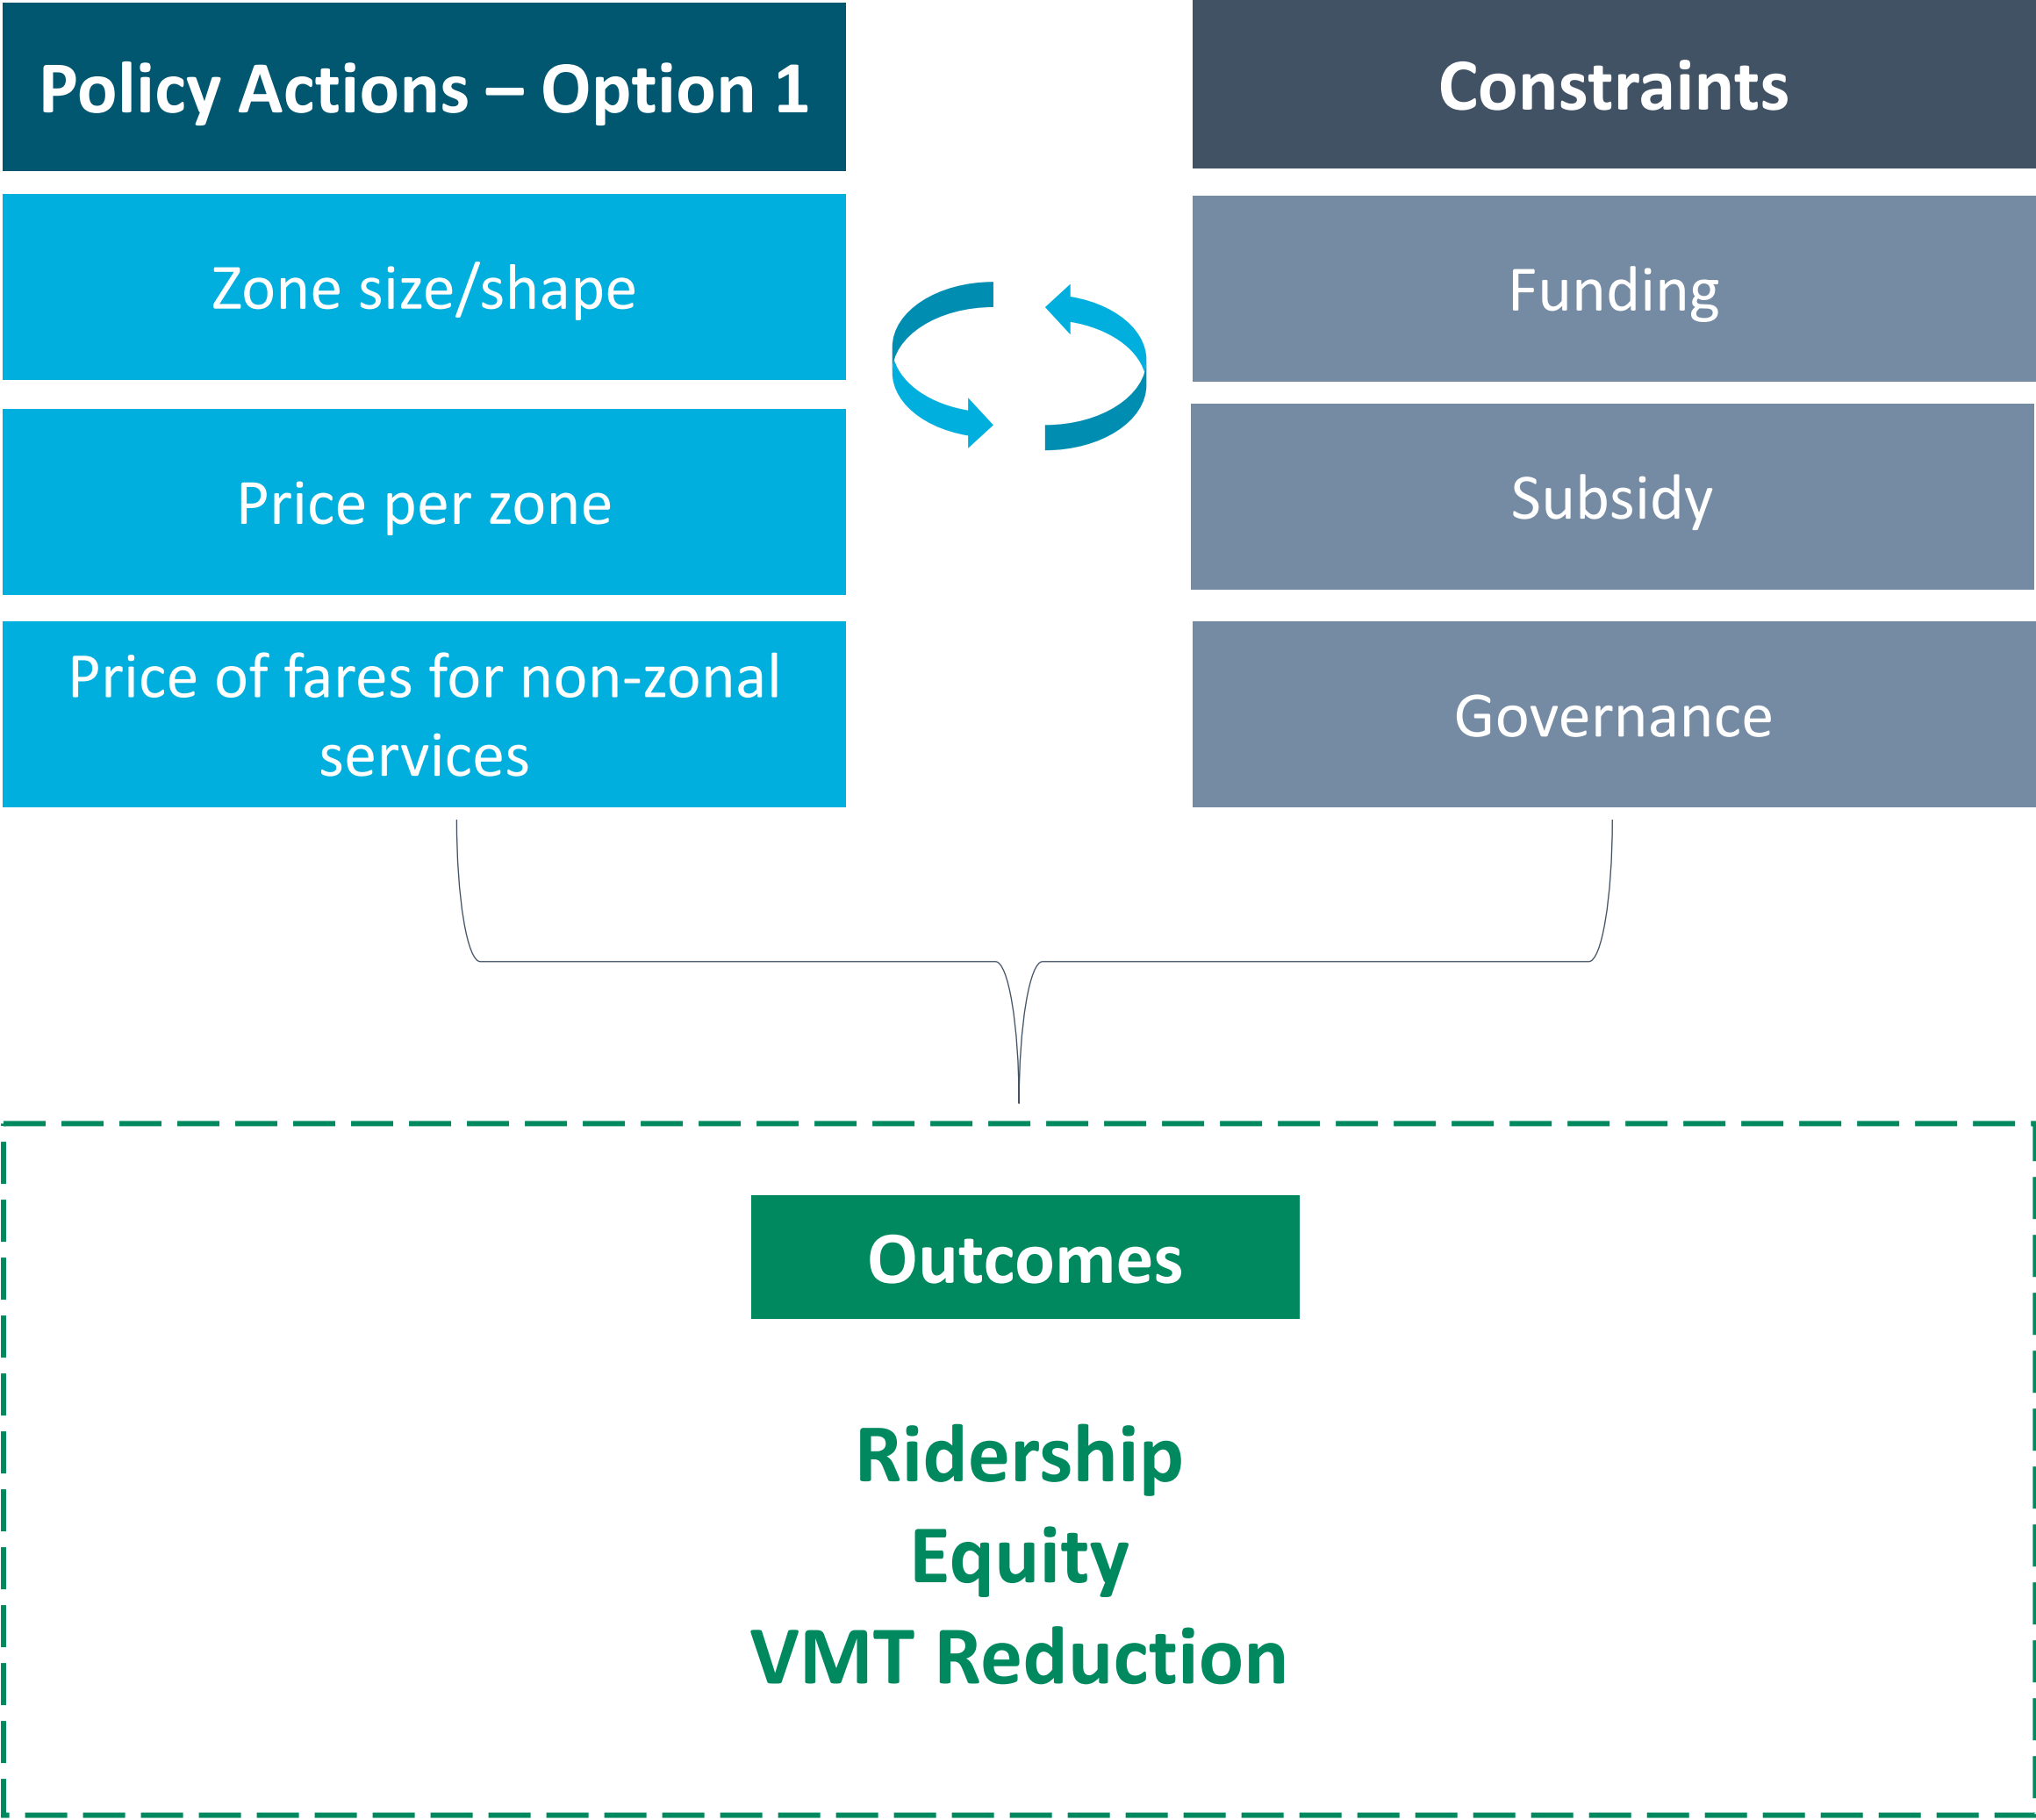 Policy Actions – Option 1
Zone size/shape
Price per zone
Price of fares for non-zonal
services
Constraints
Funding
Subsidy
Governance
Outcomes
Ridership
Equity
VMT Reduction